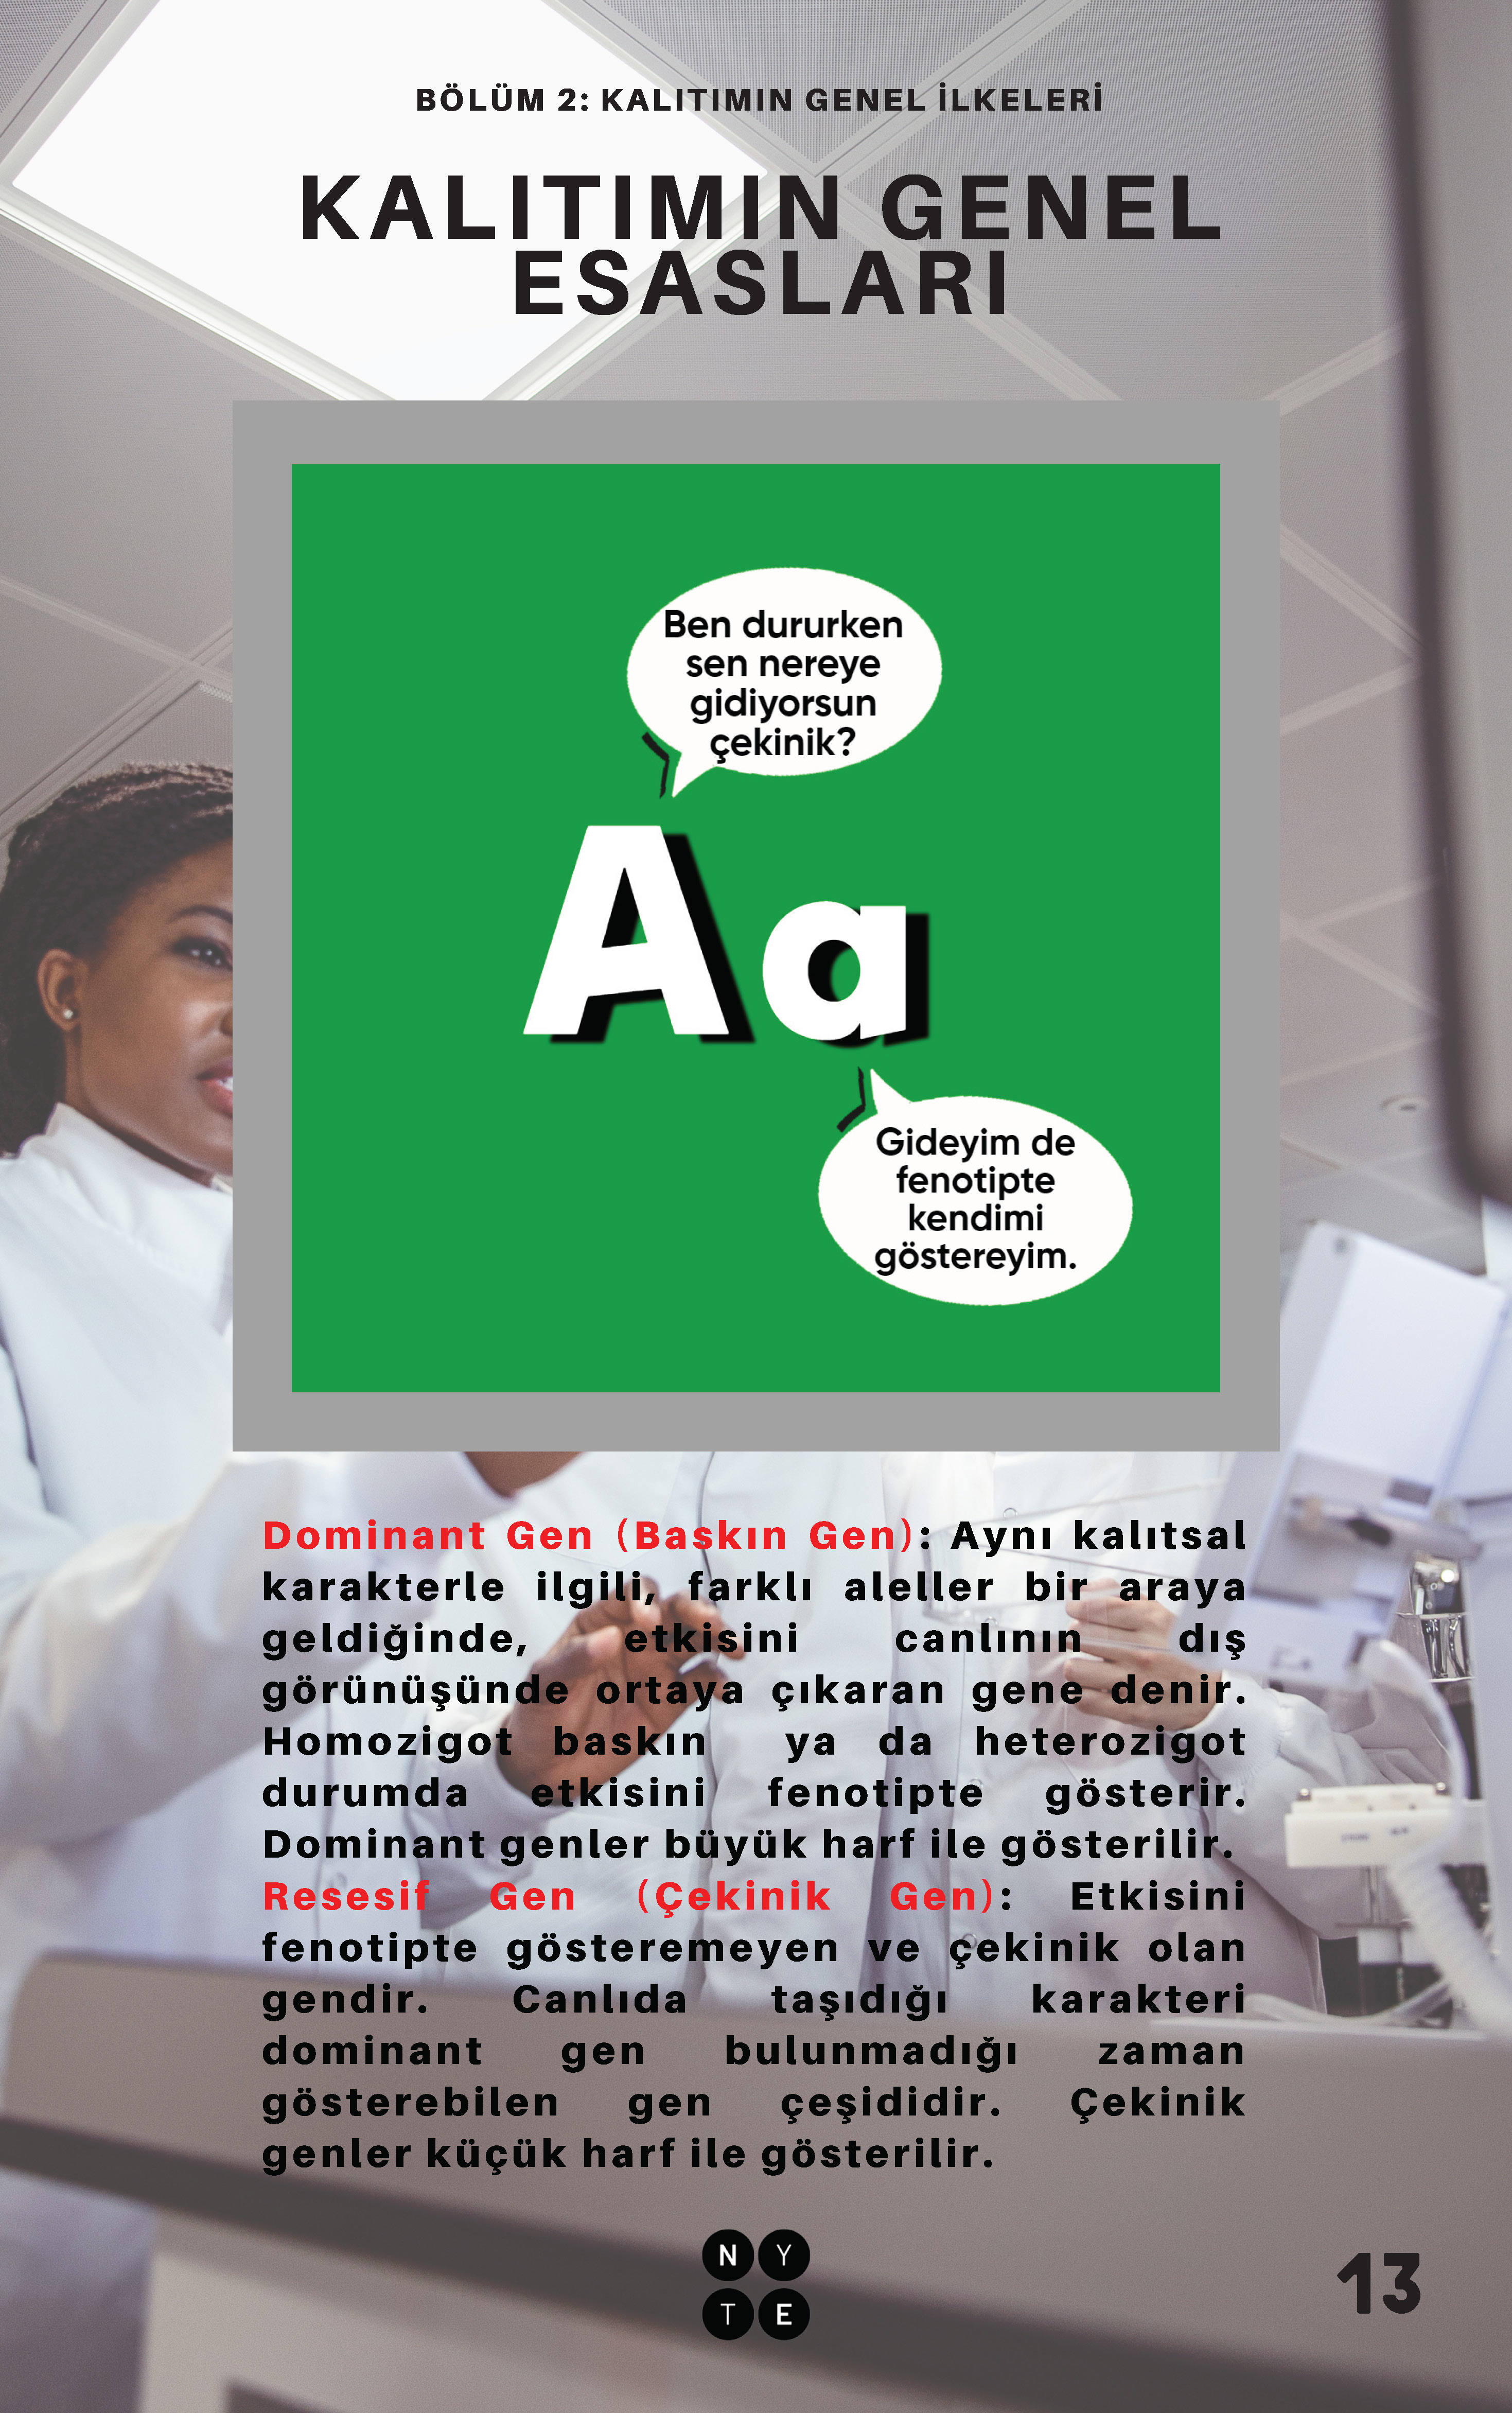 BÖLÜM 2: KALITIMIN GENEL İLKELERİ
KALITIMIN GENEL
ESASLARI
Ben dururken
sen nereye
gidiyorsun
çekinik?
Aa
Gideyim de
fenotipte
kendimi
göstereyim.
Dominant Gen (Baskın Gen): Aynı kalıtsal
karakterle ilgili, farklı aleller bir araya
geldiğinde, etkisini canlının dış
görünüşünde ortaya çıkaran gene denir.
Homozigot baskın ya da heterozigot
durumda etkisini fenotipte gösterir.
Dominant genler büyük harf ile gösterilir.
Resesif Gen (Çekinik Gen): Etkisini
fenotipte gösteremeyen ve çekinik olan
gendir. Canlıda taşıdığı karakteri
dominant gen bulunmadığı zaman
gösterebilen gen çeşididir. Çekinik
genler küçük harf ile gösterilir.
N Y
T E
13